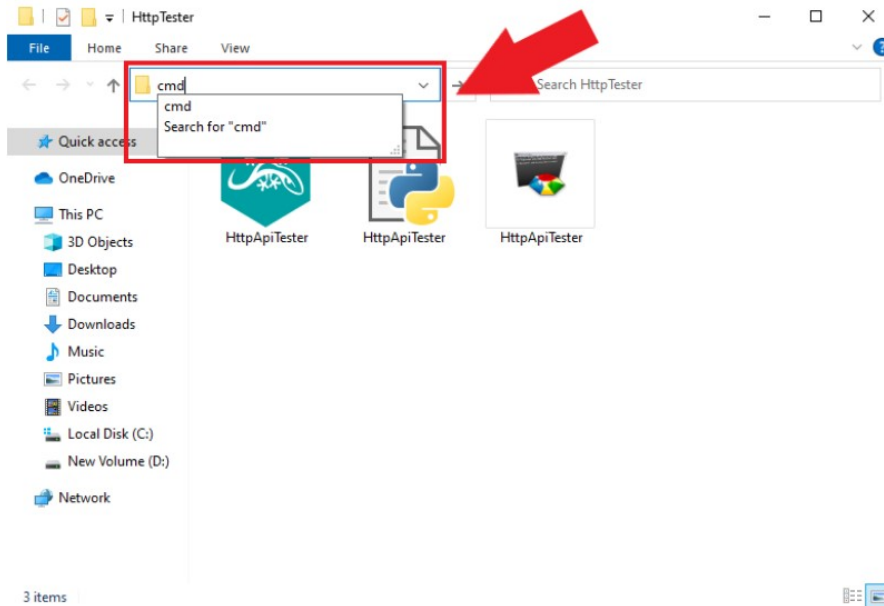 HttpTester
File Home Share View
cmd
Search HttpTester
cmd
Search for "cmd"
Quick access
OneDrive
This PC
3D Objects
Desktop
Documents
Downloads
Music
Pictures
Videos
Local Disk (C:)
New Volume (D:)
Network
HttpApiTester HttpApiTester HttpApiTester
3 items